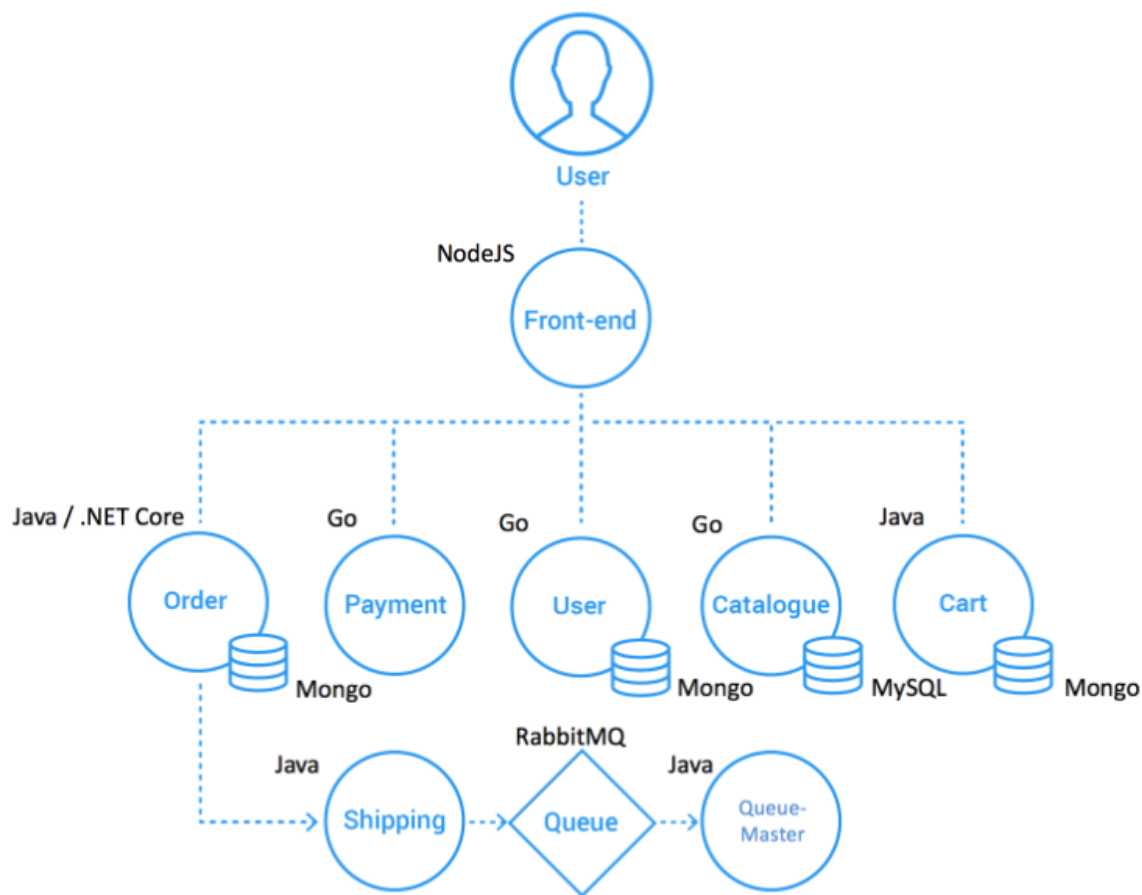 User
NodeJS
Front-end
Java / .NET Core
Go
Go
Go
Java
Order
Payment
User
Catalogue
Cart
Mongo
Mongo
MySQL
Mongo
RabbitMQ
Java
Java
Shipping
Queue
Queue-
Master